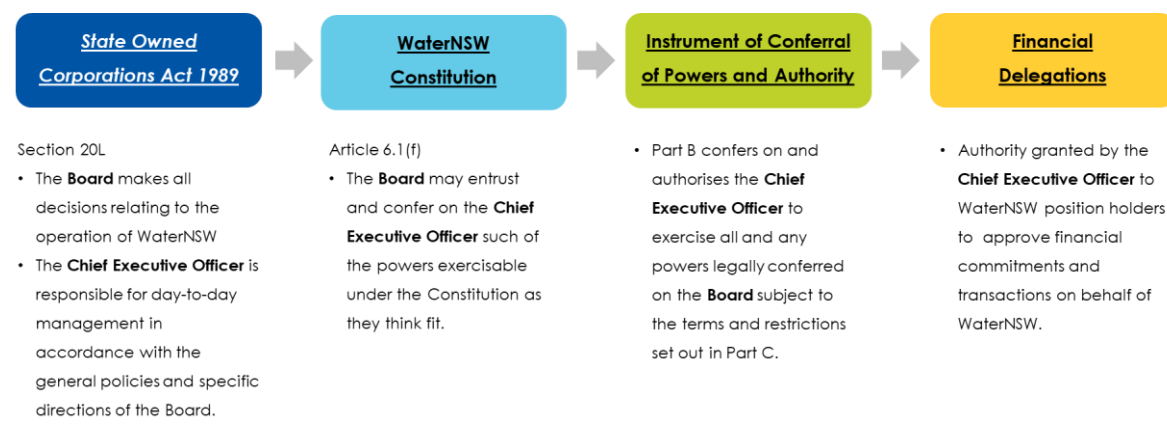 State Owned
Corporations Act 1989
WaterNSW
Constitution
Instrument of Conferral
of Powers and Authority
Financial
Delegations
Section 20L
• The Board makes all
decisions relating to the
operation of WaterNSW
• The Chief Executive Officer is
responsible for day-to-day
management in
accordance with the
general policies and specific
directions of the Board.
Article 6.1(f)
• The Board may entrust
and confer on the Chief
Executive Officer such of
the powers exercisable
under the Constitution as
they think fit.
• Part B confers on and
authorises the Chief
Executive Officer to
exercise all and any
powers legally conferred
on the Board subject to
the terms and restrictions
set out in Part C.
• Authority granted by the
Chief Executive Officer to
WaterNSW position holders
to approve financial
commitments and
transactions on behalf of
WaterNSW.